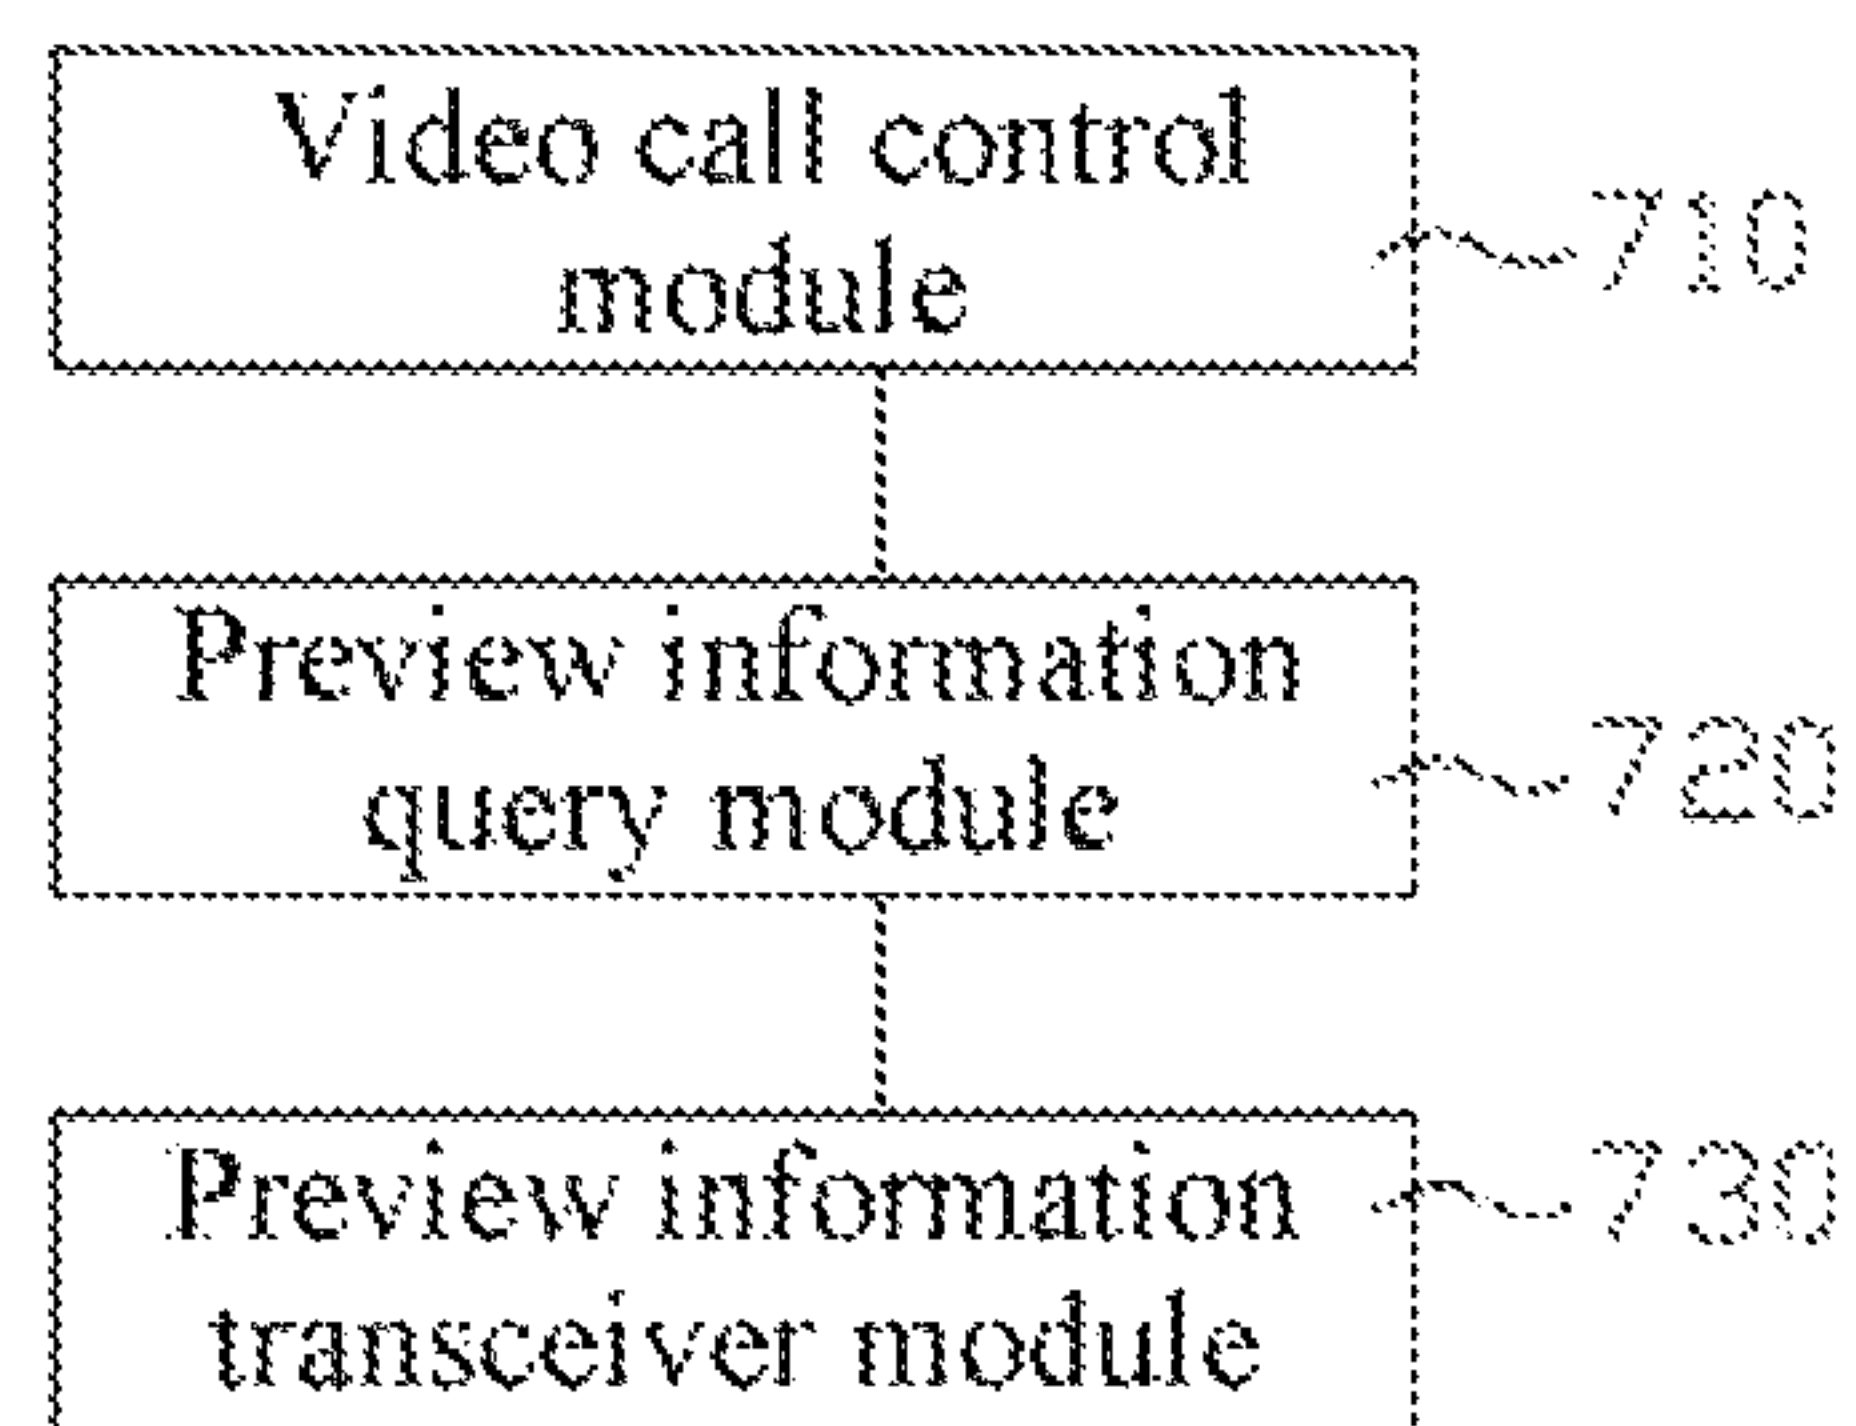 Video call control
module
710
Preview information
query module
720
Preview information
730
transceiver module